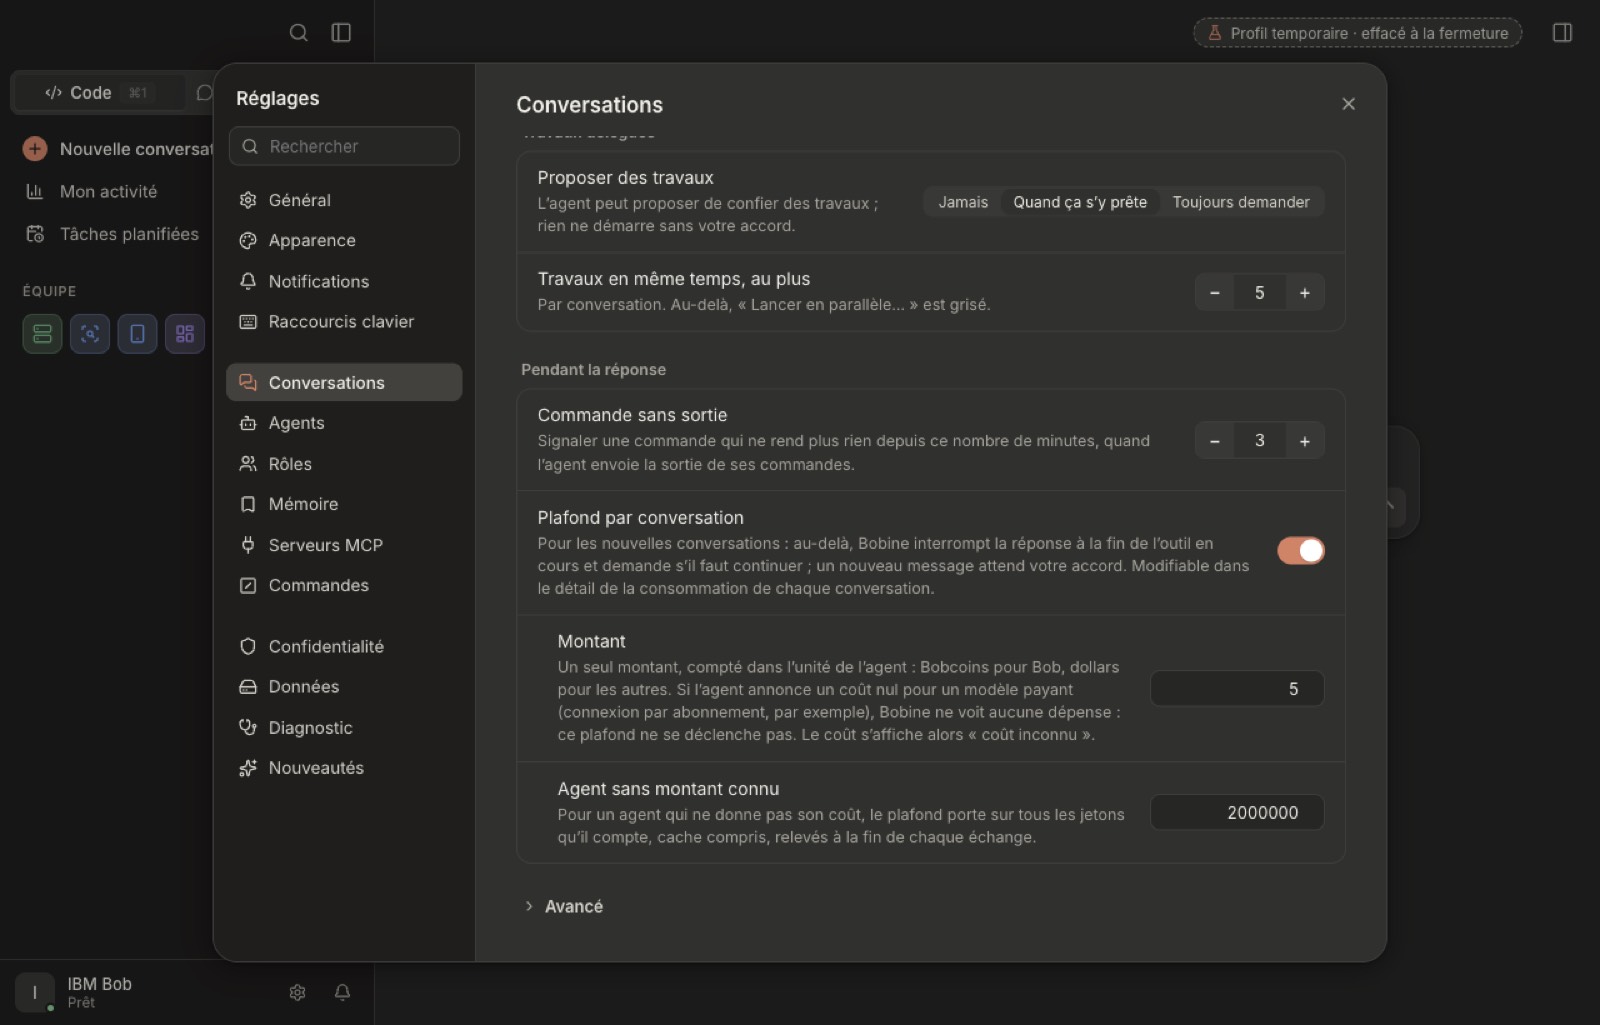 Profil temporaire · effacé à la fermeture
Code ⌘1
Nouvelle conversat
Mon activité
Tâches planifiées
ÉQUIPE
IBM Bob
Prêt
I
Réglages
Rechercher
Général
Apparence
Notifications
Raccourcis clavier
Conversations
Agents
Rôles
Mémoire
Serveurs MCP
Commandes
Confidentialité
Données
Diagnostic
Nouveautés
Conversations
Travaux délégués
Proposer des travaux
L’agent peut proposer de confier des travaux ;
rien ne démarre sans votre accord.
Jamais Quand ça s’y prête Toujours demander
Travaux en même temps, au plus
Par conversation. Au-delà, « Lancer en parallèle… » est grisé.
− 5 +
Pendant la réponse
Commande sans sortie
Signaler une commande qui ne rend plus rien depuis ce nombre de minutes, quand
l’agent envoie la sortie de ses commandes.
− 3 +
Plafond par conversation
Pour les nouvelles conversations : au-delà, Bobine interrompt la réponse à la fin de l’outil en
cours et demande s’il faut continuer ; un nouveau message attend votre accord. Modifiable dans
le détail de la consommation de chaque conversation.
Montant
Un seul montant, compté dans l’unité de l’agent : Bobcoins pour Bob, dollars
pour les autres. Si l’agent annonce un coût nul pour un modèle payant
(connexion par abonnement, par exemple), Bobine ne voit aucune dépense :
ce plafond ne se déclenche pas. Le coût s’affiche alors « coût inconnu ».
5
Agent sans montant connu
Pour un agent qui ne donne pas son coût, le plafond porte sur tous les jetons
qu’il compte, cache compris, relevés à la fin de chaque échange.
2000000
Avancé